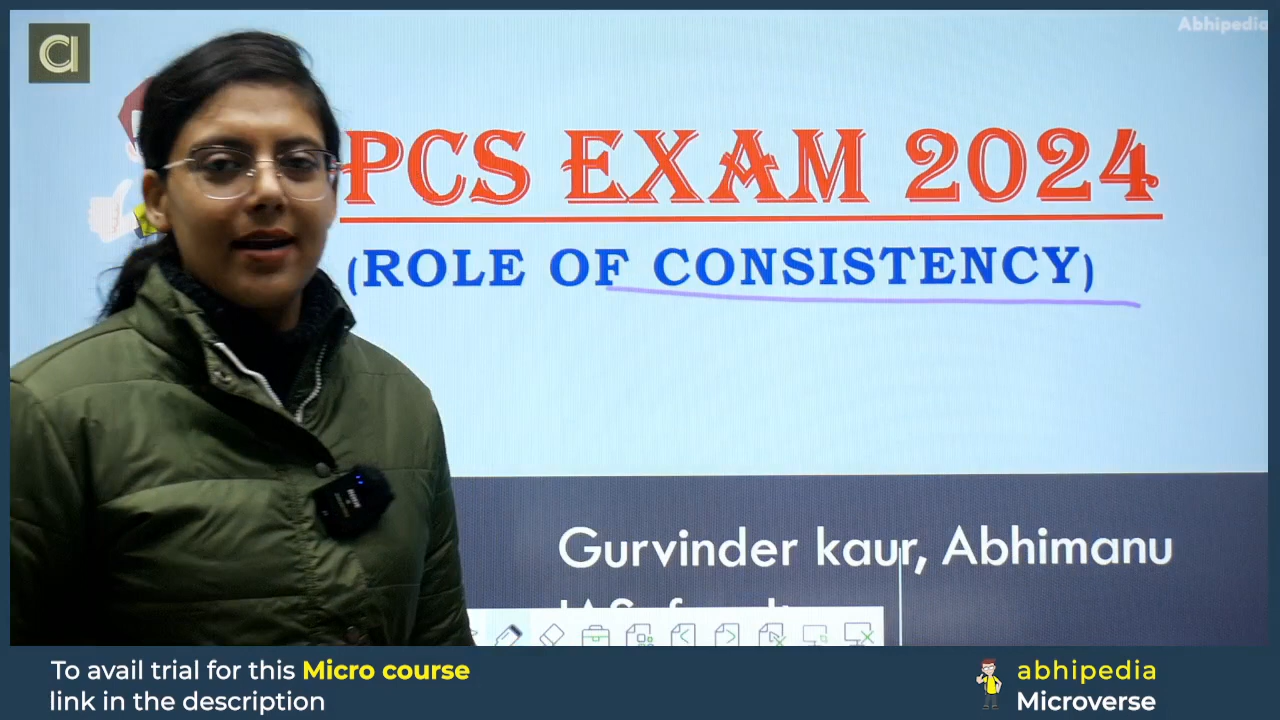 Abhipedia
PCS EXAM 2024
(ROLE OF CONSISTENCY)
Gurvinder kaur, Abhimanu
To avail trial for this Micro course
link in the description
abhipedia
Microverse